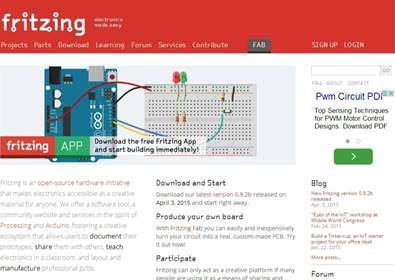 fritzing
electronics
made easy
Projects Parts Download Learning Forum Services Contribute FAB SIGN UP LOGIN
GO
FAQ ABOUT CONTACT
Pwm Circuit PDF
Top Sensing Techniques
for PWM Motor Control
Designs. Download PDF
fritzing APP
Download the free Fritzing App
and start building immediately!
Fritzing is an open-source hardware initiative
that makes electronics accessible as a creative
material for anyone. We offer a software tool, a
community website and services in the spirit of
Processing and Arduino, fostering a creative
ecosystem that allows users to document their
prototypes, share them with others, teach
electronics in a classroom, and layout and
manufacture professional pcbs.
Download and Start
Download our latest version 0.9.2b released on
April 3, 2015 and start right away.
Produce your own board
With Fritzing Fab you can easily and inexpensively
turn your circuit into a real, custom-made PCB. Try
it out now!
Participate
Fritzing can only act as a creative platform if many
people are using it as a means of sharing and
Blog
New Fritzing version 0.9.2b
released
Apr 3, 2015
"Eyes of the IoT" workshop at
Mobile World Congress
Feb 24, 2015
Build a Tinkercup, an IoT starter
project for your office desk
Jan 22, 2015
Forum